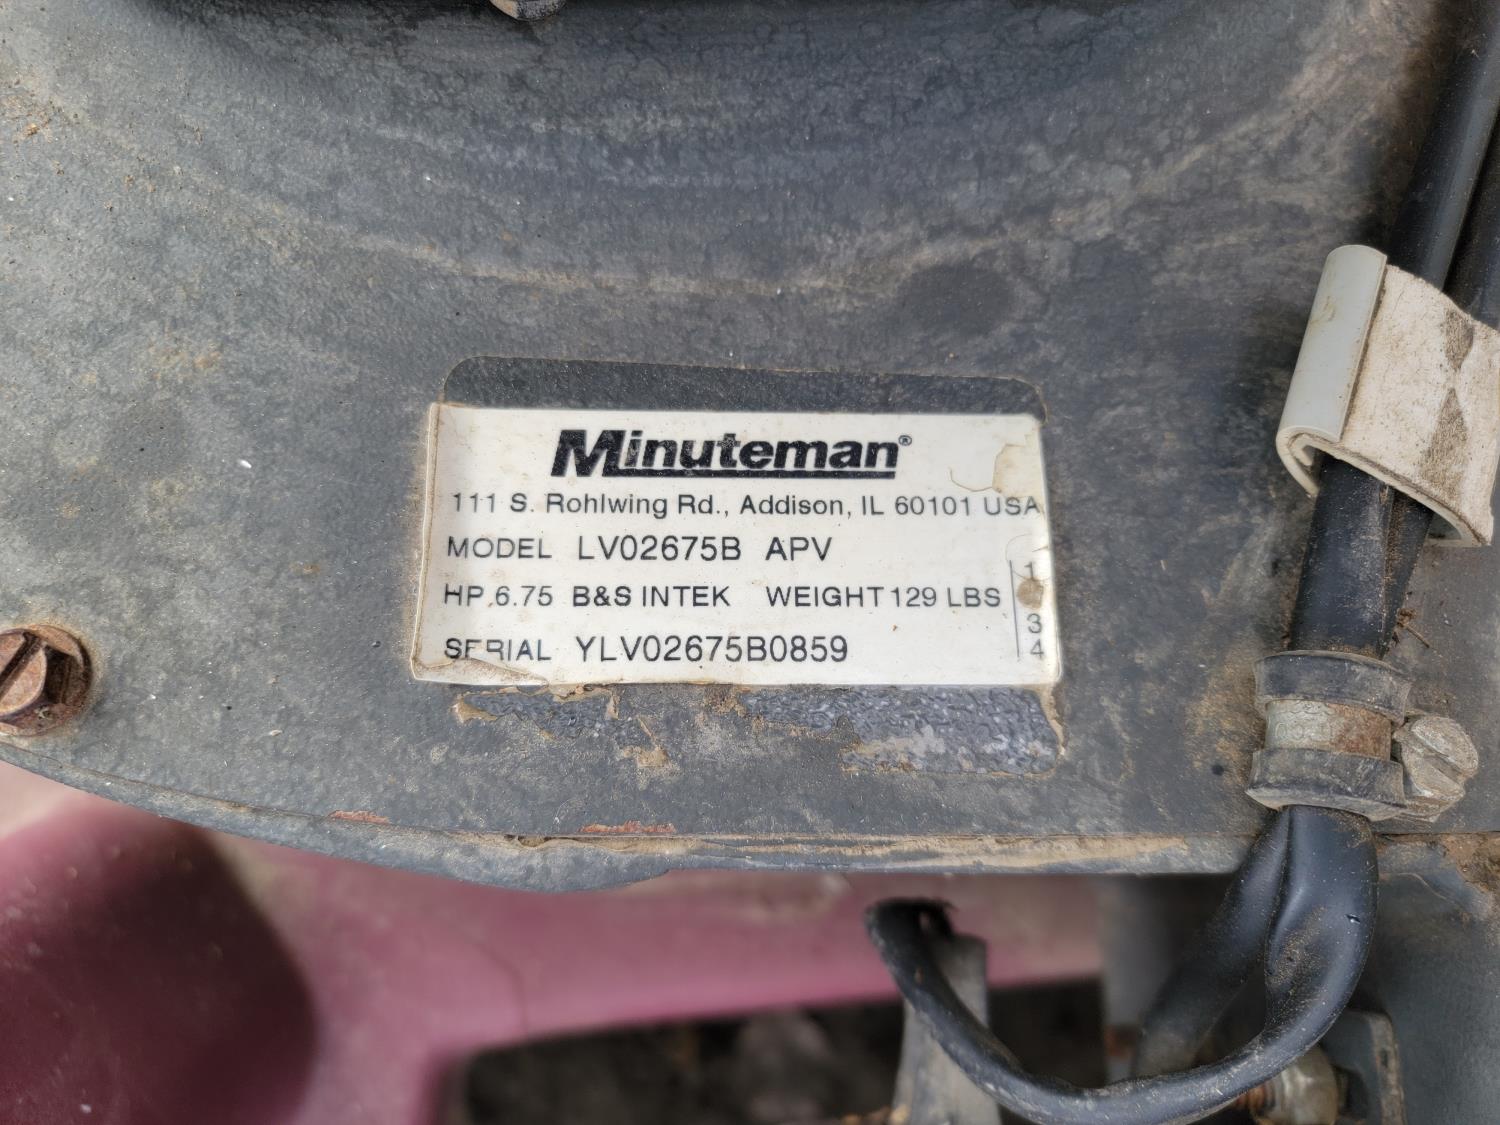 Minuteman®
111 S. Rohlwing Rd., Addison, IL 60101 USA
MODEL LV02675B APV
HP 6.75 B&S INTEK WEIGHT 129 LBS
SERIAL YLV02675B0859
1
3
4